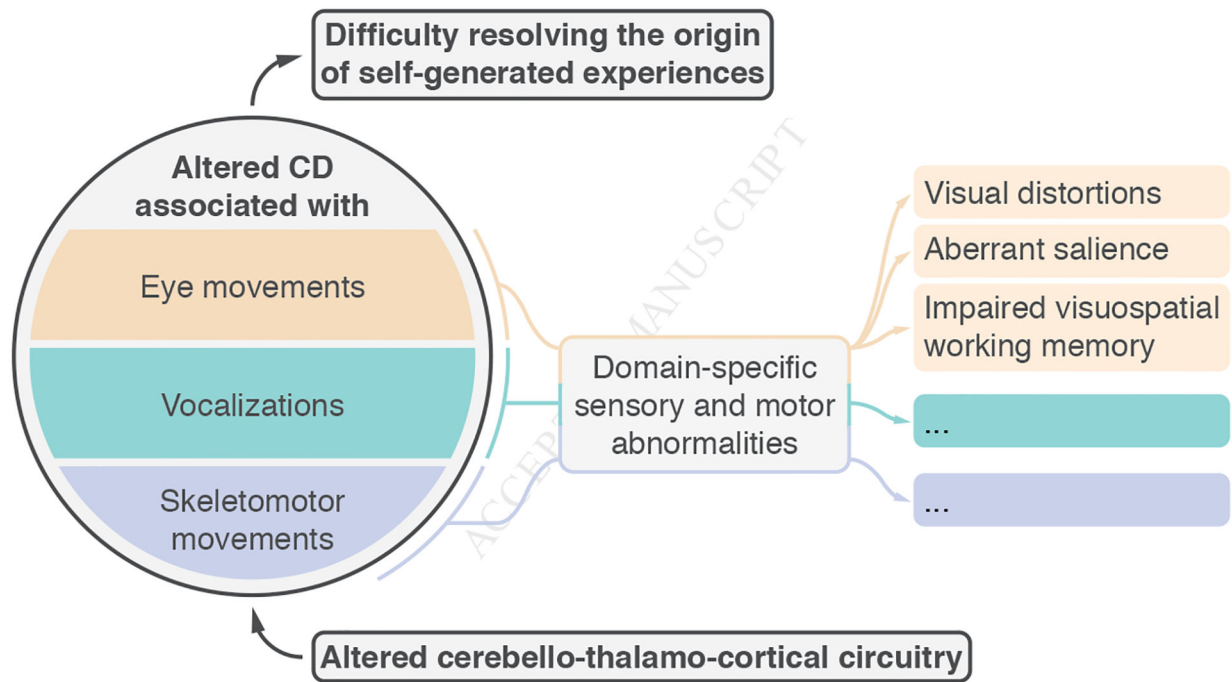 Difficulty resolving the origin
of self-generated experiences
Altered CD
associated with
Eye movements
Vocalizations
Skeletomotor
movements
Domain-specific
sensory and motor
abnormalities
Visual distortions
Aberrant salience
Impaired visuospatial
working memory
...
...
Altered cerebello-thalamo-cortical circuitry
MANUSCRIPT